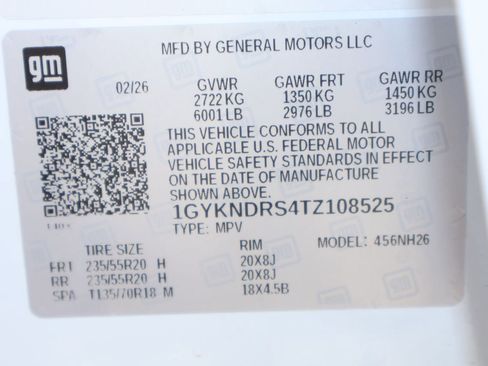 gm
MFD BY GENERAL MOTORS LLC
02/26 GVWR GAWR FRT GAWR RR
2722 KG 1350 KG 1450 KG
6001 LB 2976 LB 3196 LB
THIS VEHICLE CONFORMS TO ALL
APPLICABLE U.S. FEDERAL MOTOR
VEHICLE SAFETY STANDARDS IN EFFECT
ON THE DATE OF MANUFACTURE
SHOWN ABOVE.
1GYKNDRS4TZ108525
TYPE: MPV MODEL: 456NH26
TIRE SIZE RIM
FRT 235/55R20 H 20X8J
RR 235/55R20 H 20X8J
SPA T135/70R18 M 18X4.5B